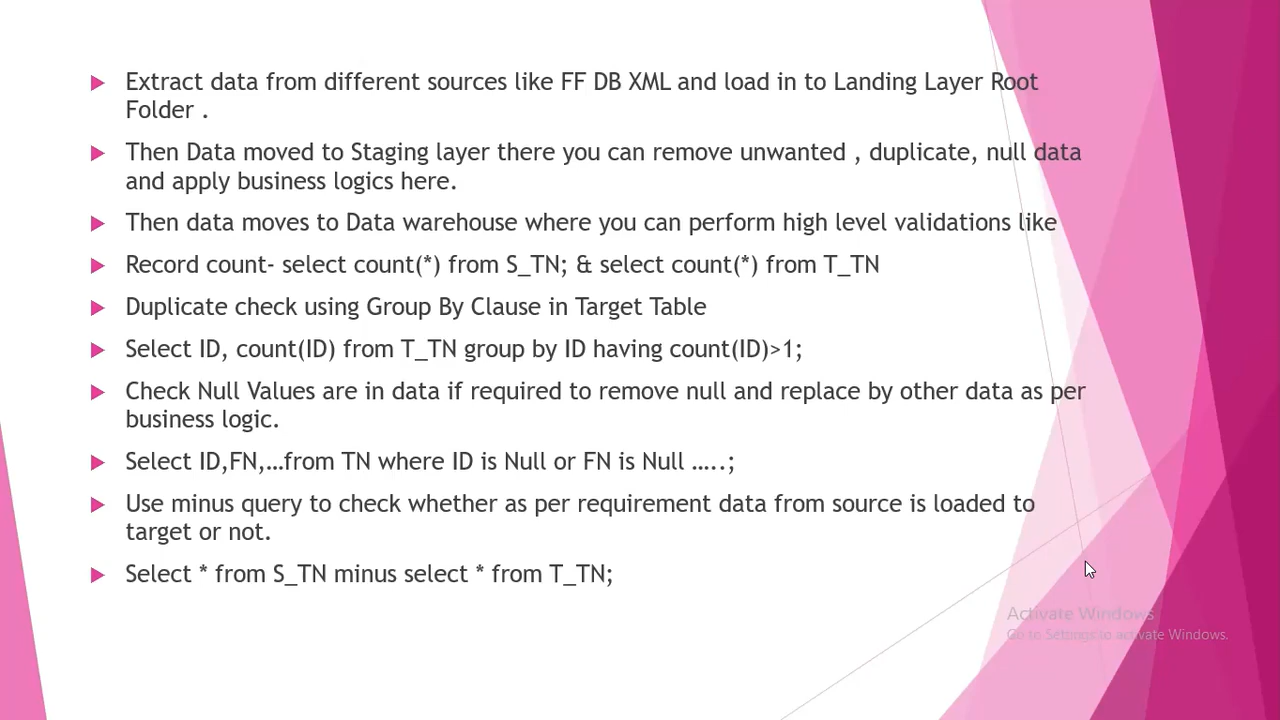 Extract data from different sources like FF DB XML and load in to Landing Layer Root
Folder .
Then Data moved to Staging layer there you can remove unwanted , duplicate, null data
and apply business logics here.
Then data moves to Data warehouse where you can perform high level validations like
Record count- select count(*) from S_TN; & select count(*) from T_TN
Duplicate check using Group By Clause in Target Table
Select ID, count(ID) from T_TN group by ID having count(ID)>1;
Check Null Values are in data if required to remove null and replace by other data as per
business logic.
Select ID,FN,…from TN where ID is Null or FN is Null …..;
Use minus query to check whether as per requirement data from source is loaded to
target or not.
Select * from S_TN minus select * from T_TN;
Activate Windows
Go to Settings to activate Windows.